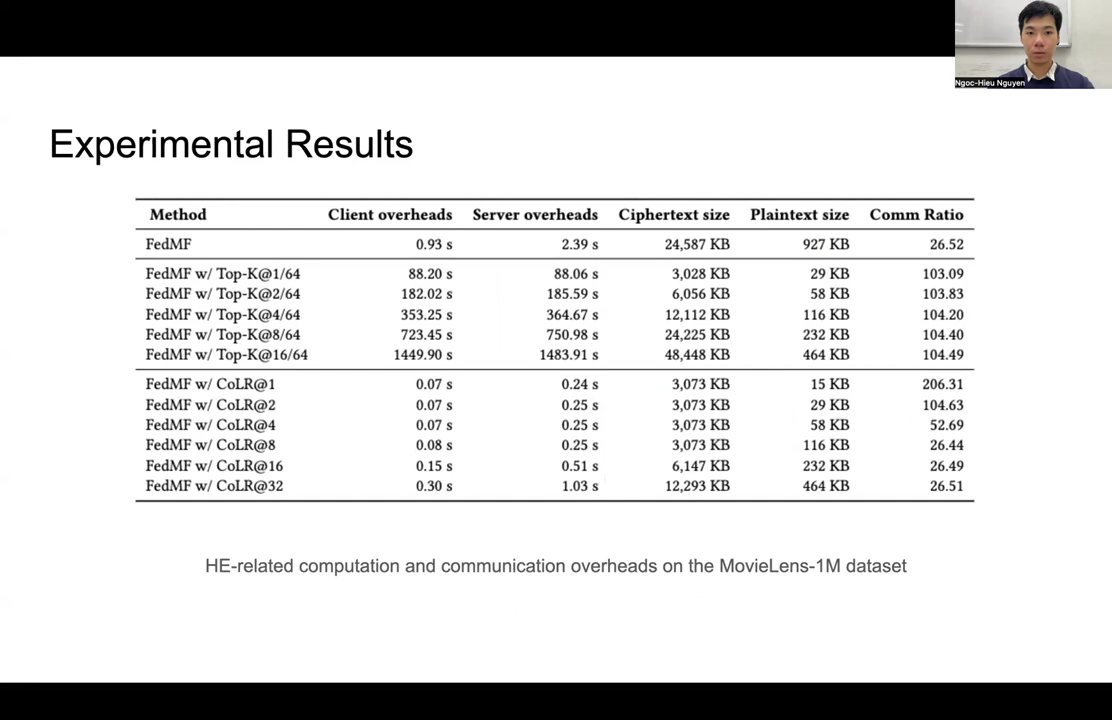 Ngoc-Hieu Nguyen
Experimental Results
Method Client overheads Server overheads Ciphertext size Plaintext size Comm Ratio
FedMF 0.93 s 2.39 s 24,587 KB 927 KB 26.52
FedMF w/ Top-K@1/64 88.20 s 88.06 s 3,028 KB 29 KB 103.09
FedMF w/ Top-K@2/64 182.02 s 185.59 s 6,056 KB 58 KB 103.83
FedMF w/ Top-K@4/64 353.25 s 364.67 s 12,112 KB 116 KB 104.20
FedMF w/ Top-K@8/64 723.45 s 750.98 s 24,225 KB 232 KB 104.40
FedMF w/ Top-K@16/64 1449.90 s 1483.91 s 48,448 KB 464 KB 104.49
FedMF w/ CoLR@1 0.07 s 0.24 s 3,073 KB 15 KB 206.31
FedMF w/ CoLR@2 0.07 s 0.25 s 3,073 KB 29 KB 104.63
FedMF w/ CoLR@4 0.07 s 0.25 s 3,073 KB 58 KB 52.69
FedMF w/ CoLR@8 0.08 s 0.25 s 3,073 KB 116 KB 26.44
FedMF w/ CoLR@16 0.15 s 0.51 s 6,147 KB 232 KB 26.49
FedMF w/ CoLR@32 0.30 s 1.03 s 12,293 KB 464 KB 26.51
HE-related computation and communication overheads on the MovieLens-1M dataset